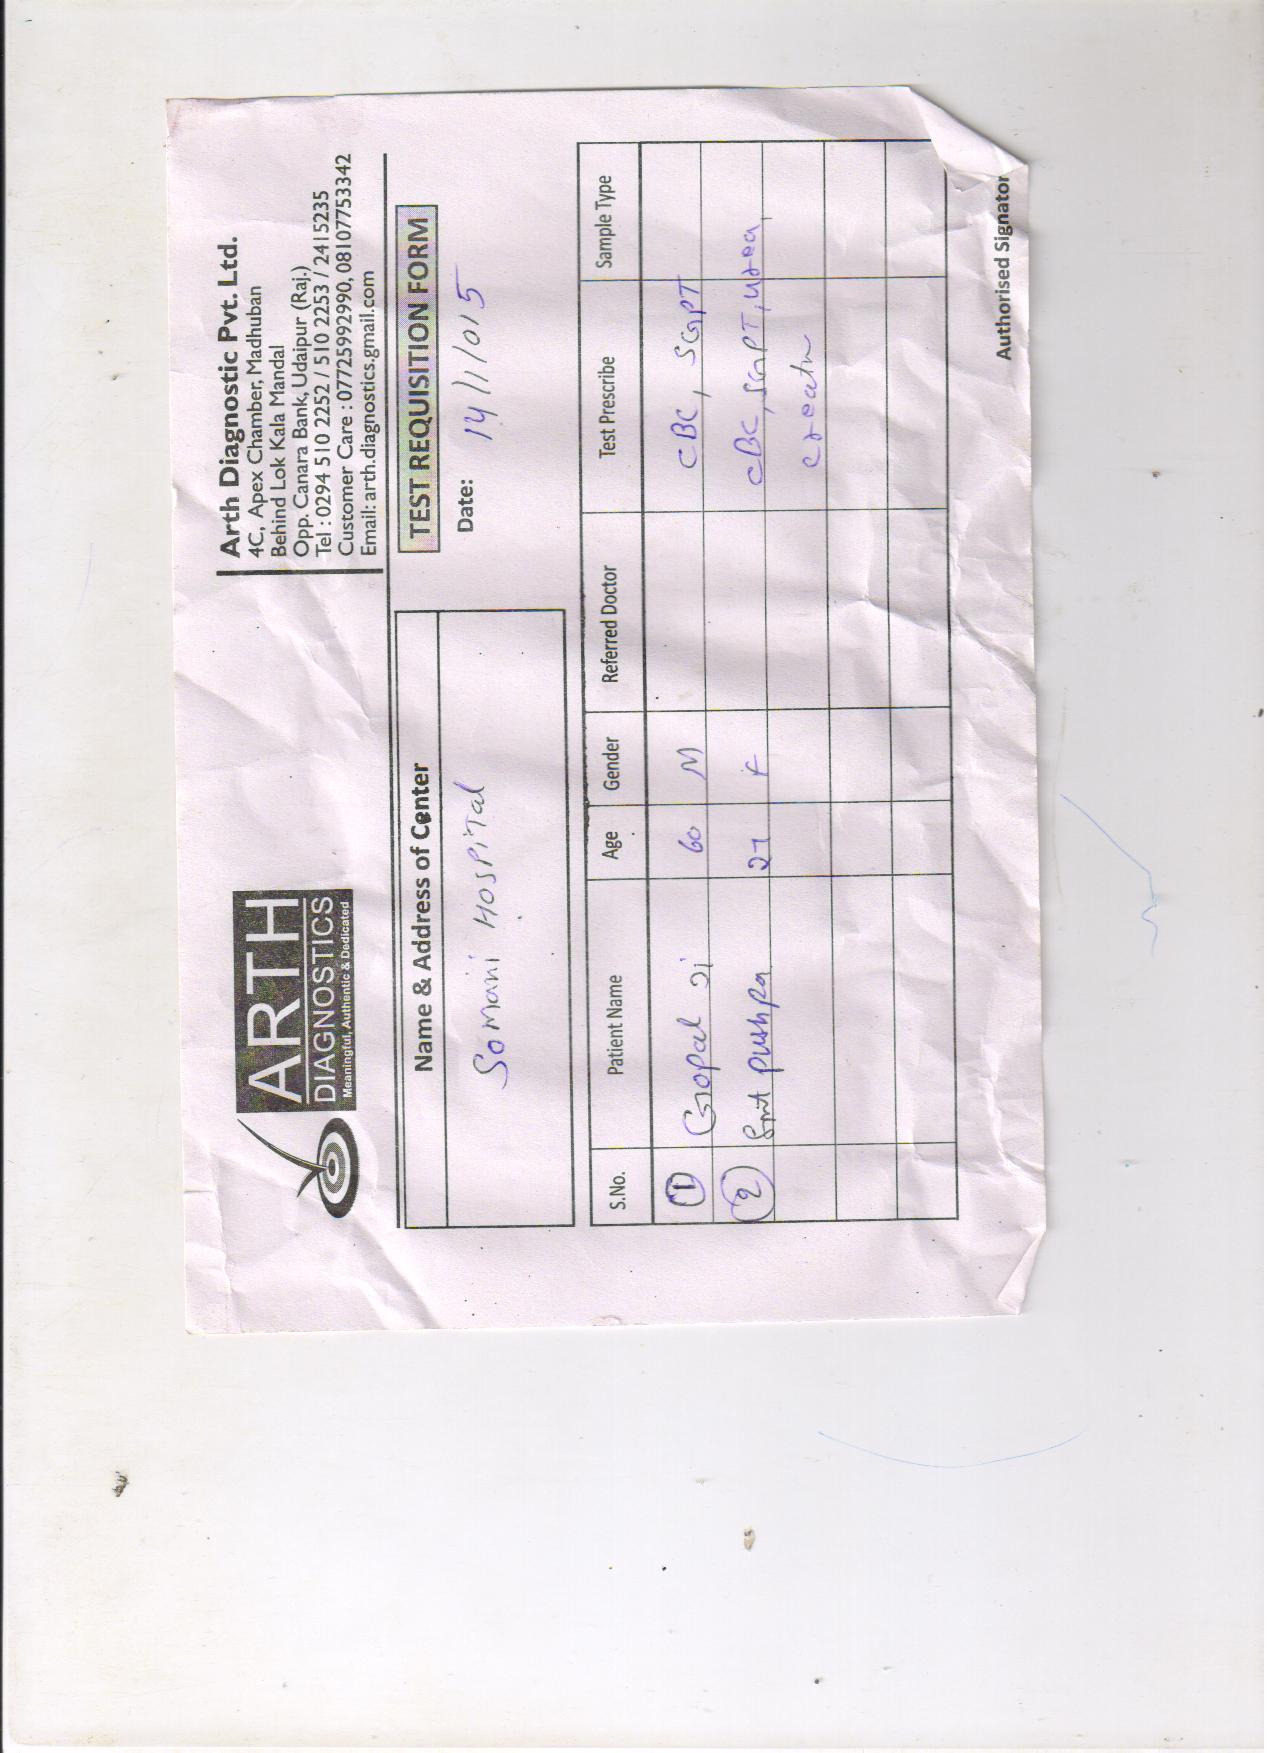 ARTH
DIAGNOSTICS
Meaningful, Authentic & Dedicated
Arth Diagnostic Pvt. Ltd.
4C, Apex Chamber, Madhuban
Behind Lok Kala Mandal
Opp. Canara Bank, Udaipur (Raj.)
Tel : 0294 510 2252 / 510 2253 / 2415235
Customer Care : 07725992990, 08107753342
Email: arth.diagnostics.gmail.com
Name & Address of Center
Somani Hospital
TEST REQUISITION FORM
Date: 14/1/015
S.No. Patient Name Age Gender Referred Doctor Test Prescribe Sample Type
1 Gopal Ji 60 M CBC, SGPT
2 Smt pushpa 27 F CBC, SGPT, urea,
creatn
Authorised Signator